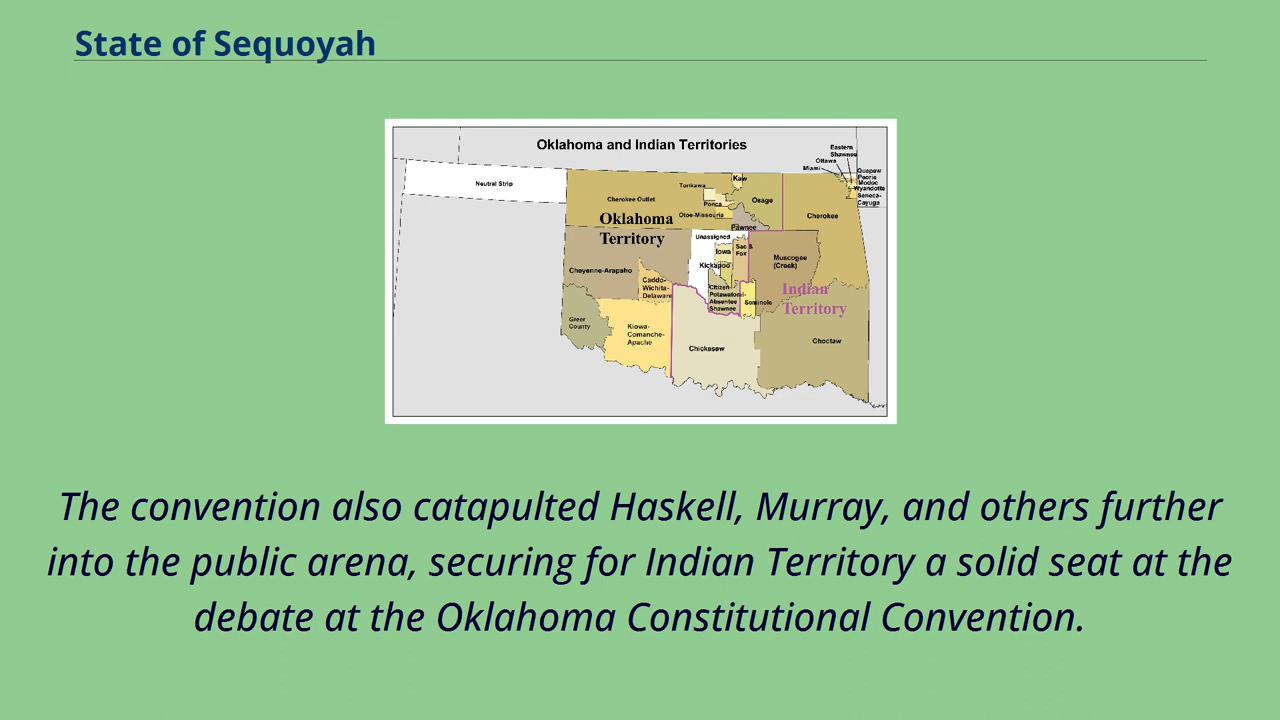 State of Sequoyah
Oklahoma and Indian Territories
Eastern
Shawnee
Ottawa
Miami
Quapaw
Peoria
Modoc
Wyandotte
Seneca-
Cayuga
Neutral Strip
Kaw
Tonkawa
Cherokee Outlet
Ponca
Osage
Otoe-Missouria
Cherokee
Oklahoma
Territory
Pawnee
Unassigned
Iowa
Sac &
Fox
Kickapoo
Muscogee
(Creek)
Cheyenne-Arapaho
Caddo-
Wichita-
Delaware
Citizen
Potawatomi-
Absentee
Shawnee
Seminole
Indian
Territory
Greer
County
Kiowa-
Comanche-
Apache
Chickasaw
Choctaw
The convention also catapulted Haskell, Murray, and others further
into the public arena, securing for Indian Territory a solid seat at the
debate at the Oklahoma Constitutional Convention.